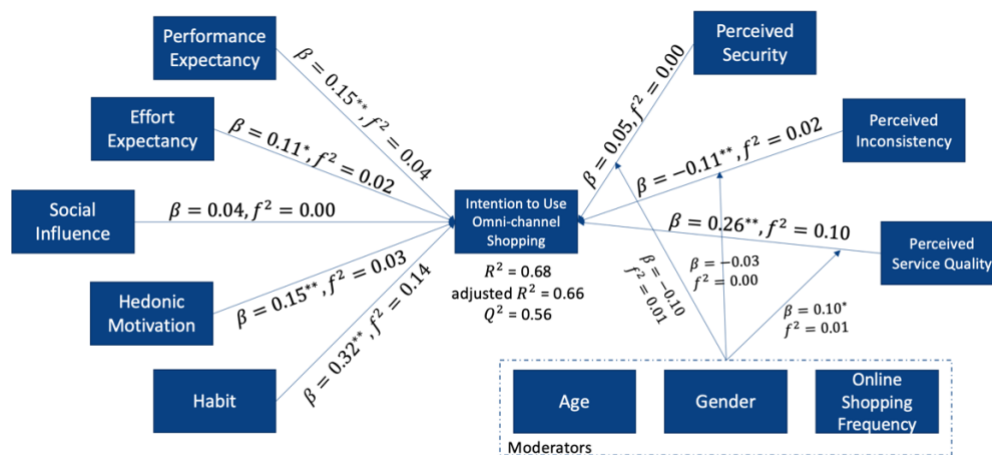 Performance
Expectancy
β = 0.15**, f² = 0.04
Effort
Expectancy
β = 0.11*, f² = 0.02
Social
Influence
β = 0.04, f² = 0.00
Hedonic
Motivation
β = 0.15**, f² = 0.03
Habit
β = 0.32**, f² = 0.14
Intention to Use
Omni-channel
Shopping
R² = 0.68
adjusted R² = 0.66
Q² = 0.56
Perceived
Security
β = 0.05, f² = 0.00
Perceived
Inconsistency
β = −0.11**, f² = 0.02
Perceived
Service Quality
β = 0.26**, f² = 0.10
β = −0.10
f² = 0.01
β = −0.03
f² = 0.00
β = 0.10*
f² = 0.01
Age
Gender
Online
Shopping
Frequency
Moderators